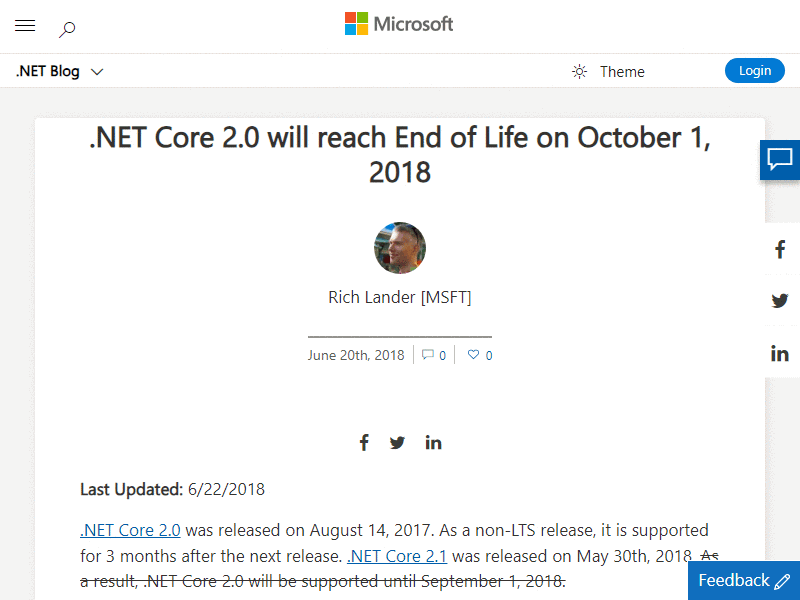 Microsoft
.NET Blog
Theme
Login
.NET Core 2.0 will reach End of Life on October 1,
2018
Rich Lander [MSFT]
June 20th, 2018
0
0
Last Updated: 6/22/2018
.NET Core 2.0 was released on August 14, 2017. As a non-LTS release, it is supported
for 3 months after the next release. .NET Core 2.1 was released on May 30th, 2018. As
a result, .NET Core 2.0 will be supported until September 1, 2018.
Feedback